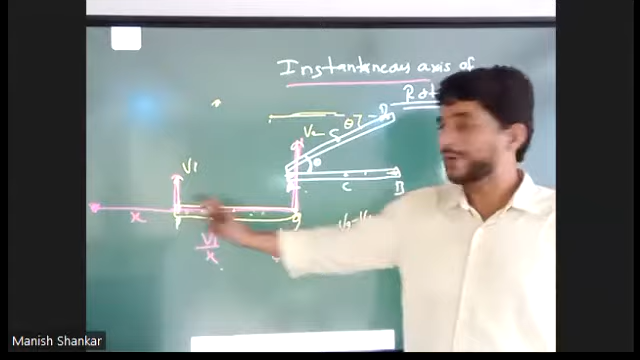 Instantaneous axis of
Rot
V2
θ
D
V1
θ
C
B
x
V1
x
Manish Shankar